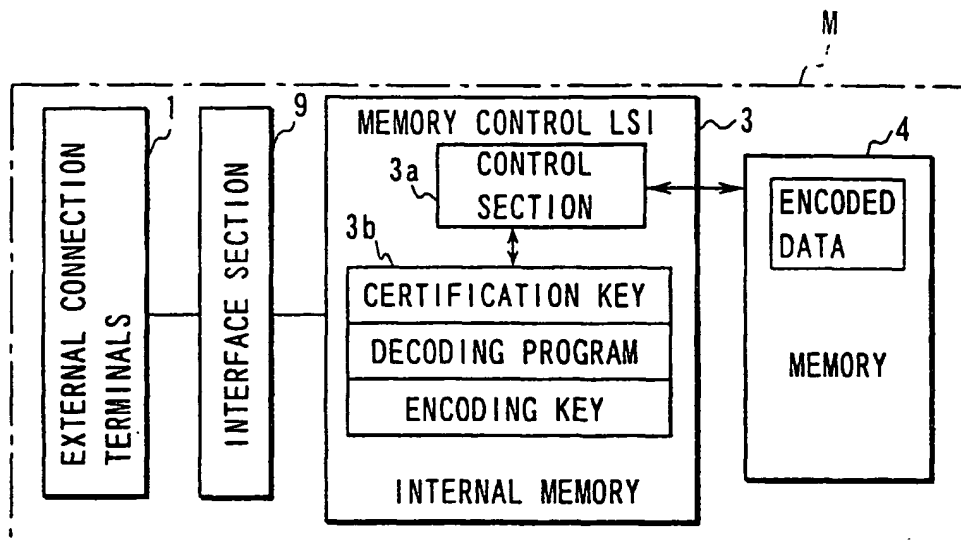 M
1
EXTERNAL CONNECTION
TERMINALS
9
INTERFACE SECTION
MEMORY CONTROL LSI
3
3a
CONTROL
SECTION
3b
CERTIFICATION KEY
DECODING PROGRAM
ENCODING KEY
INTERNAL MEMORY
4
ENCODED
DATA
MEMORY